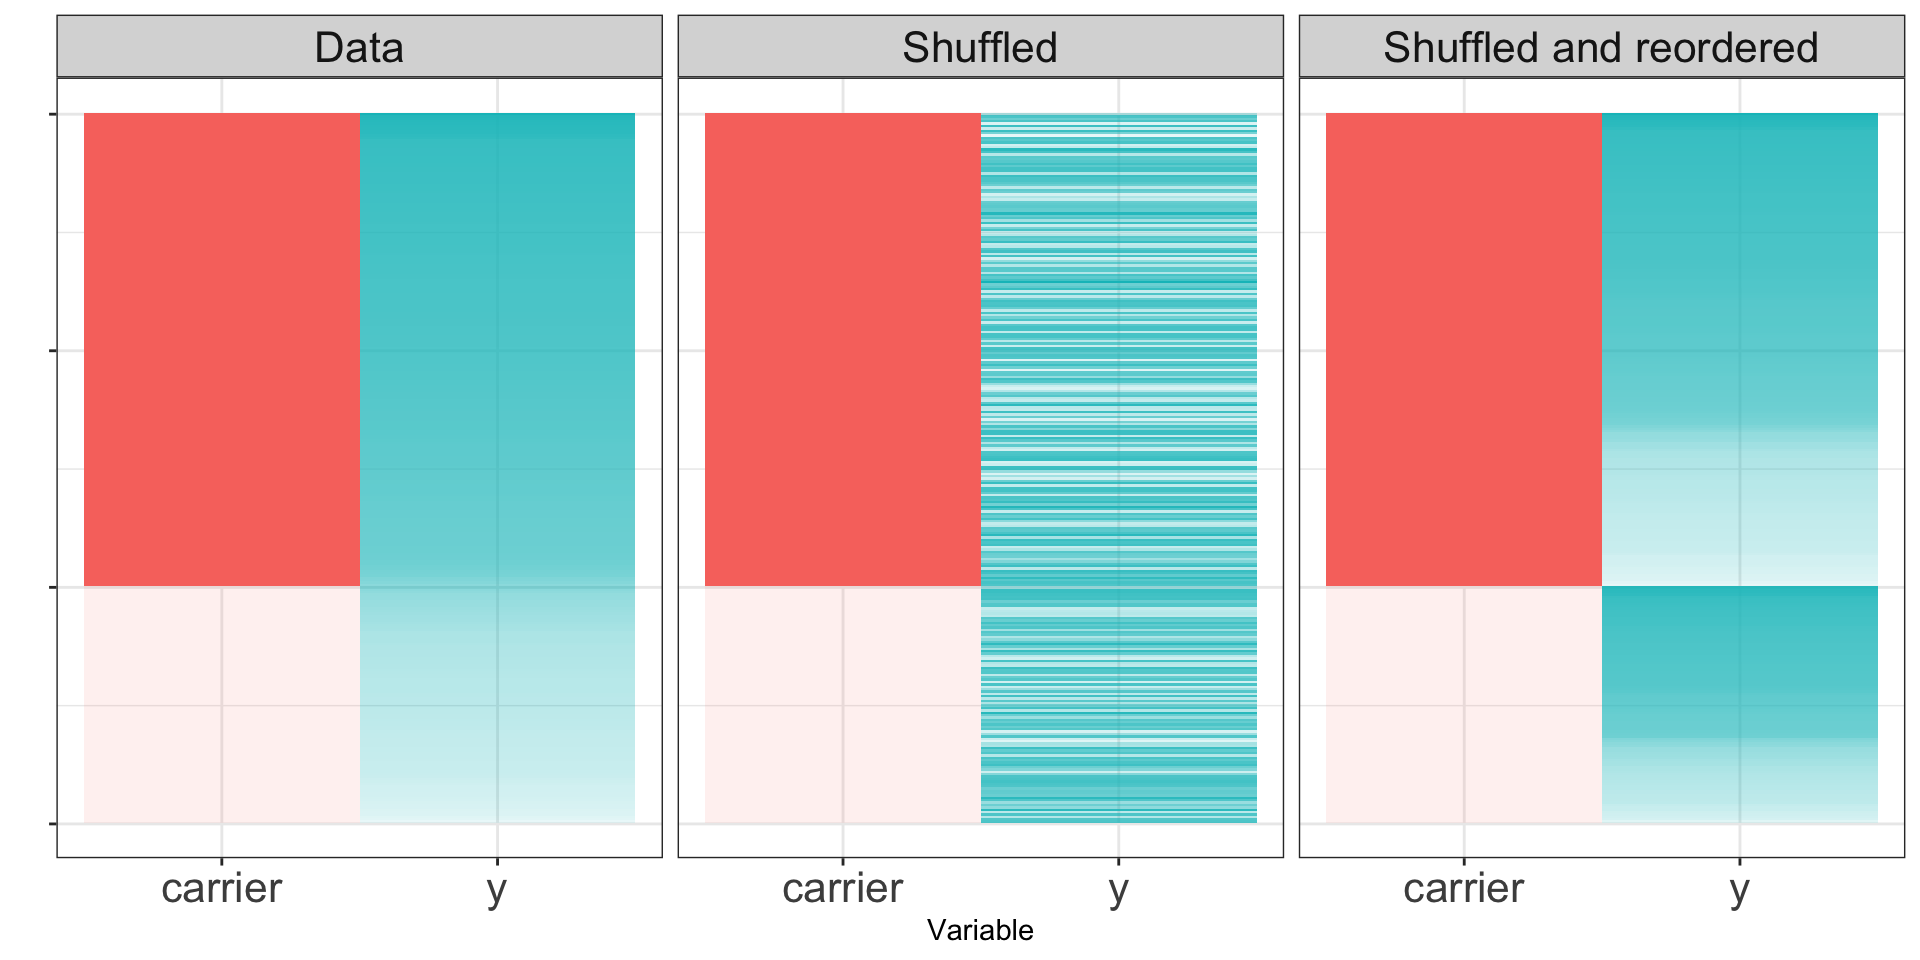 Data
Shuffled
Shuffled and reordered
carrier y
carrier y
carrier y
Variable